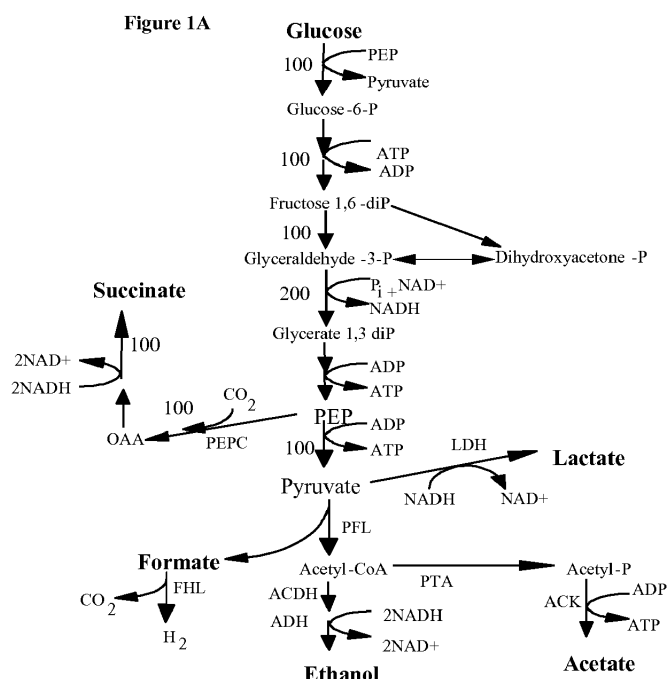 Figure 1A
Glucose
100
PEP
Pyruvate
Glucose-6-P
100
ATP
ADP
Fructose 1,6-diP
100
Glyceraldehyde -3-P
Dihydroxyacetone -P
200
Pi + NAD+
NADH
Succinate
Glycerate 1,3 diP
100
2NAD+
2NADH
ADP
ATP
100
CO2
PEP
OAA
PEPC
100
ADP
ATP
LDH
Lactate
Pyruvate
NADH
NAD+
PFL
Formate
Acetyl-CoA
PTA
Acetyl-P
CO2
FHL
H2
ACDH
ADH
2NADH
2NAD+
ACK
ADP
ATP
Ethanol
Acetate